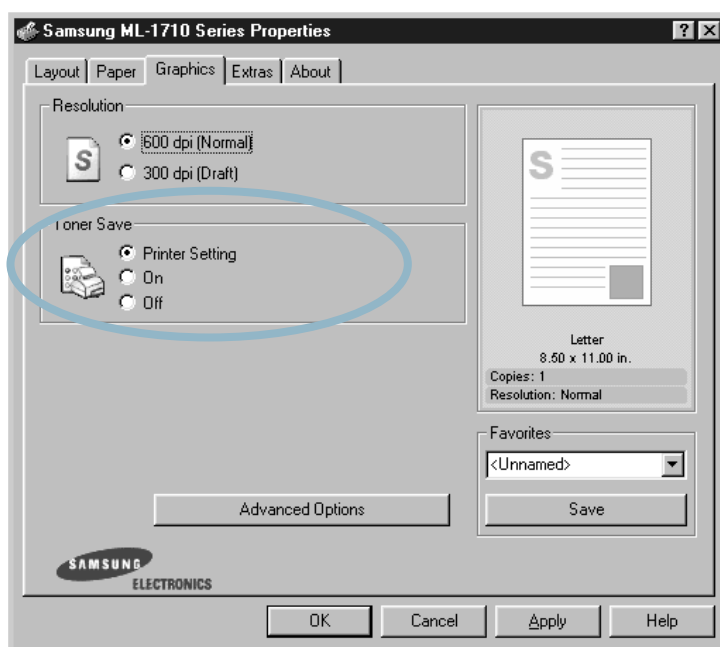 Samsung ML-1710 Series Properties
Layout Paper Graphics Extras About
Resolution
S
600 dpi (Normal)
300 dpi (Draft)
Toner Save
Printer Setting
On
Off
S
Letter
8.50 x 11.00 in.
Copies: 1
Resolution: Normal
Favorites
<Unnamed>
Advanced Options
Save
SAMSUNG
ELECTRONICS
OK Cancel Apply Help